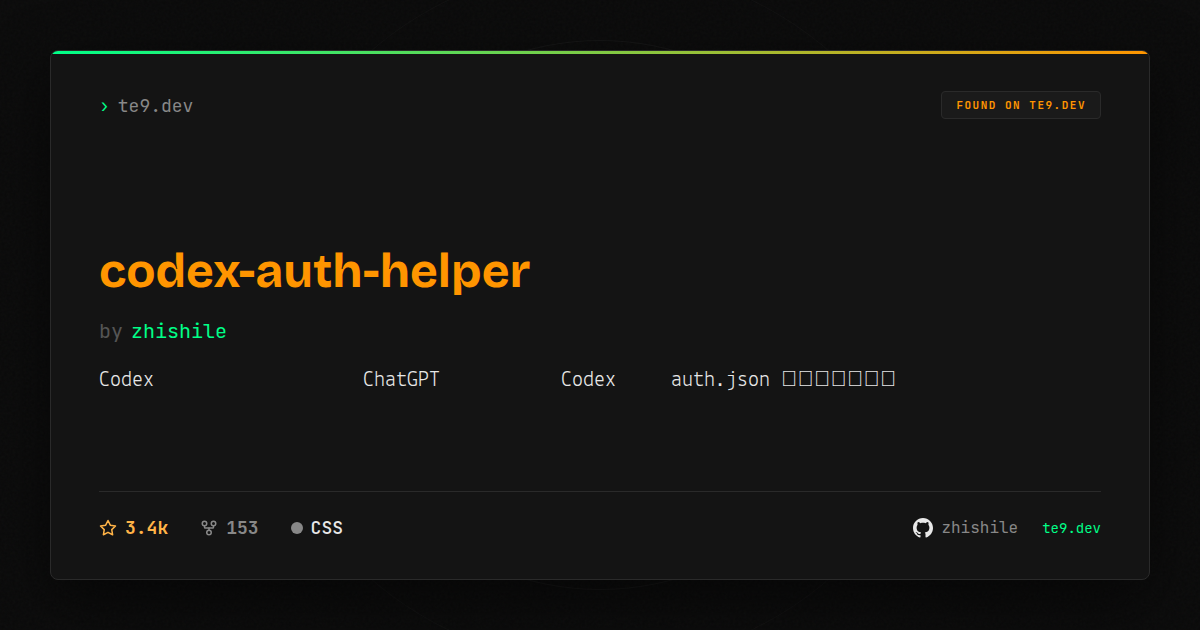 te9.dev
FOUND ON TE9.DEV
codex-auth-helper
by zhishile
Codex ChatGPT Codex auth.json
3.4k 153 CSS
zhishile te9.dev